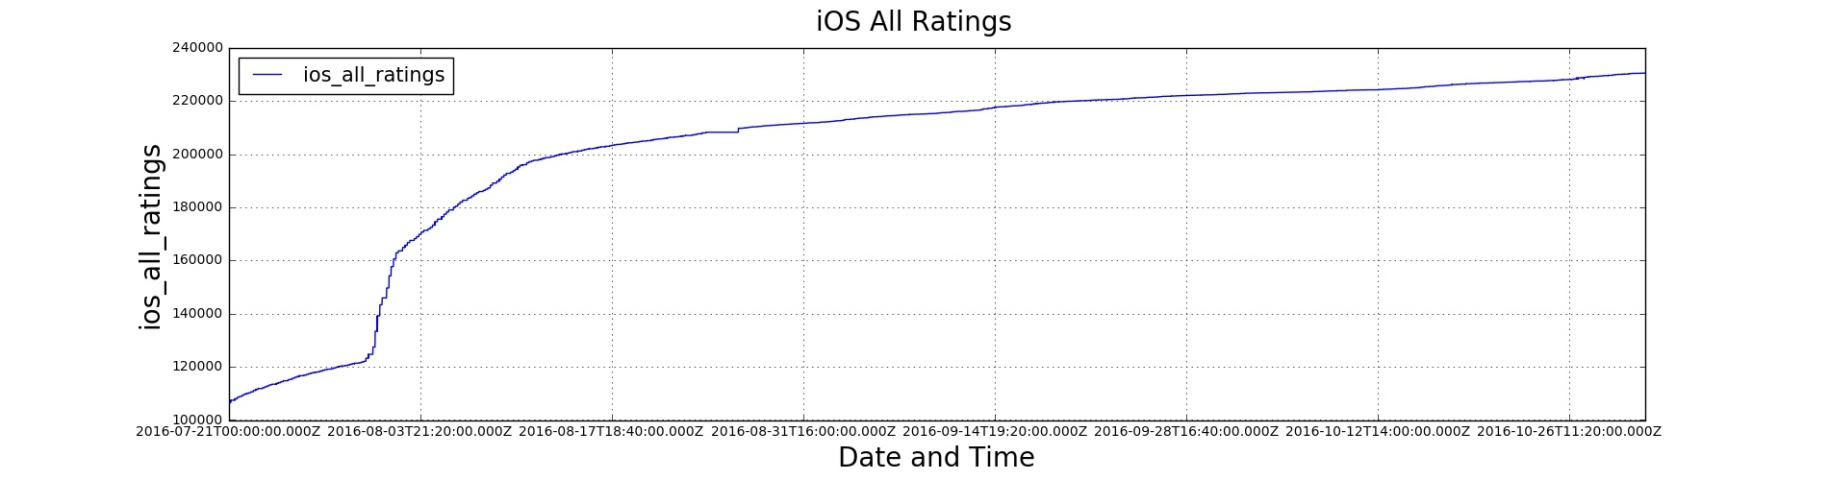 iOS All Ratings
240000
ios_all_ratings
220000
200000
180000
160000
140000
120000
100000
ios_all_ratings
2016-07-21T00:00:00.000Z 2016-08-03T21:20:00.000Z 2016-08-17T18:40:00.000Z 2016-08-31T16:00:00.000Z 2016-09-14T19:20:00.000Z 2016-09-28T16:40:00.000Z 2016-10-12T14:00:00.000Z 2016-10-26T11:20:00.000Z
Date and Time